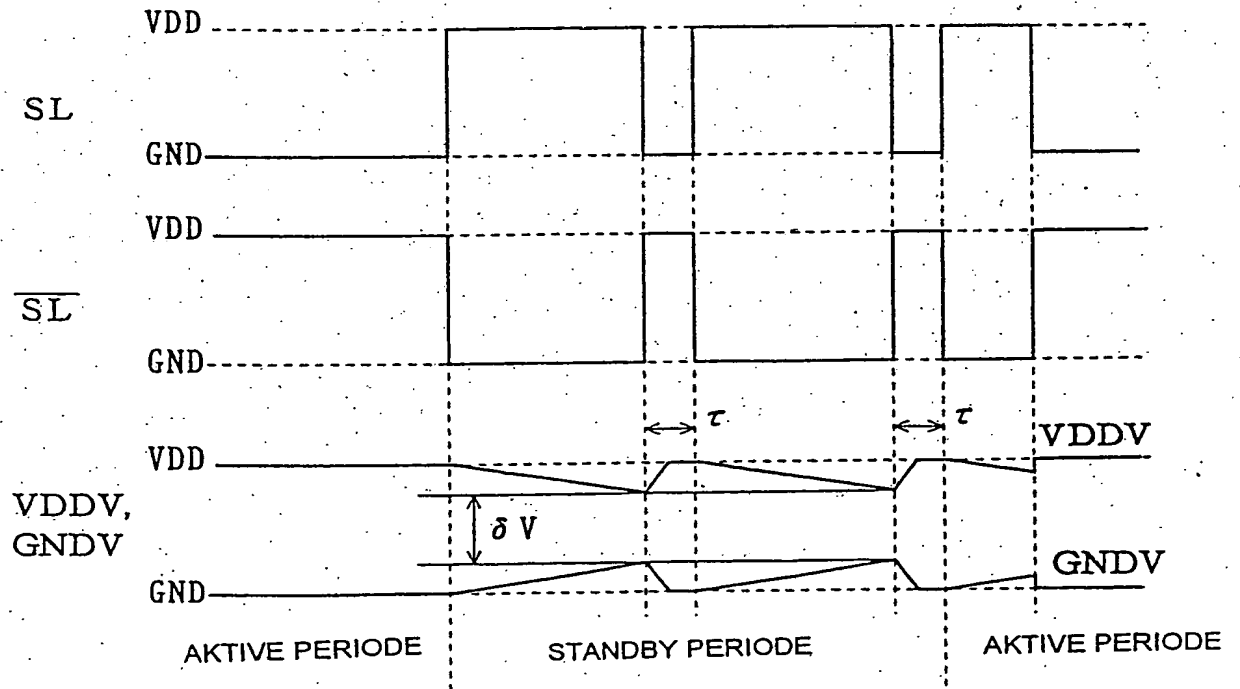 VDD
SL
GND
VDD
SL
GND
τ
τ
VDDV
VDD
VDDV,
GNDV
δ V
GNDV
GND
AKTIVE PERIODE
STANDBY PERIODE
AKTIVE PERIODE